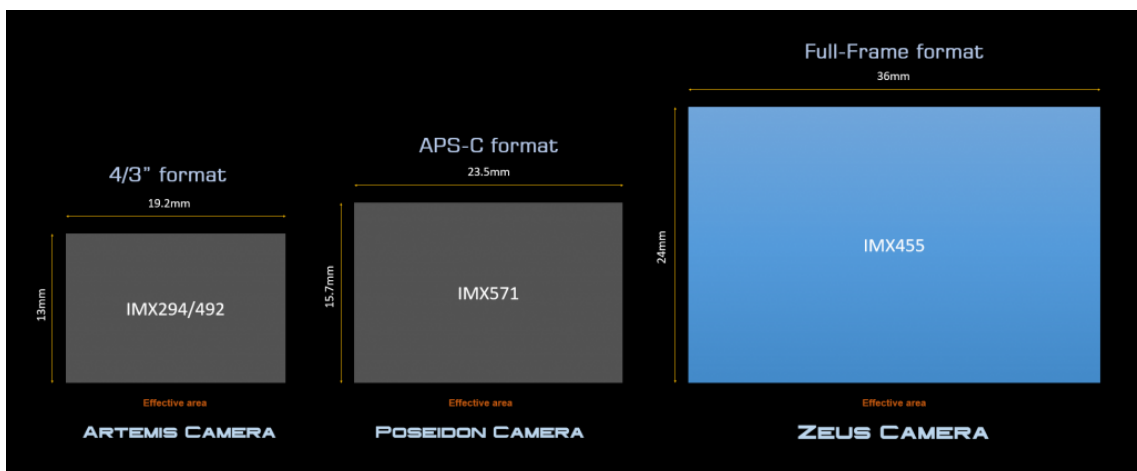 4/3” format
19.2mm
13mm
IMX294/492
Effective area
ARTEMIS CAMERA
APS-C format
23.5mm
15.7mm
IMX571
Effective area
POSEIDON CAMERA
Full-Frame format
36mm
24mm
IMX455
Effective area
ZEUS CAMERA